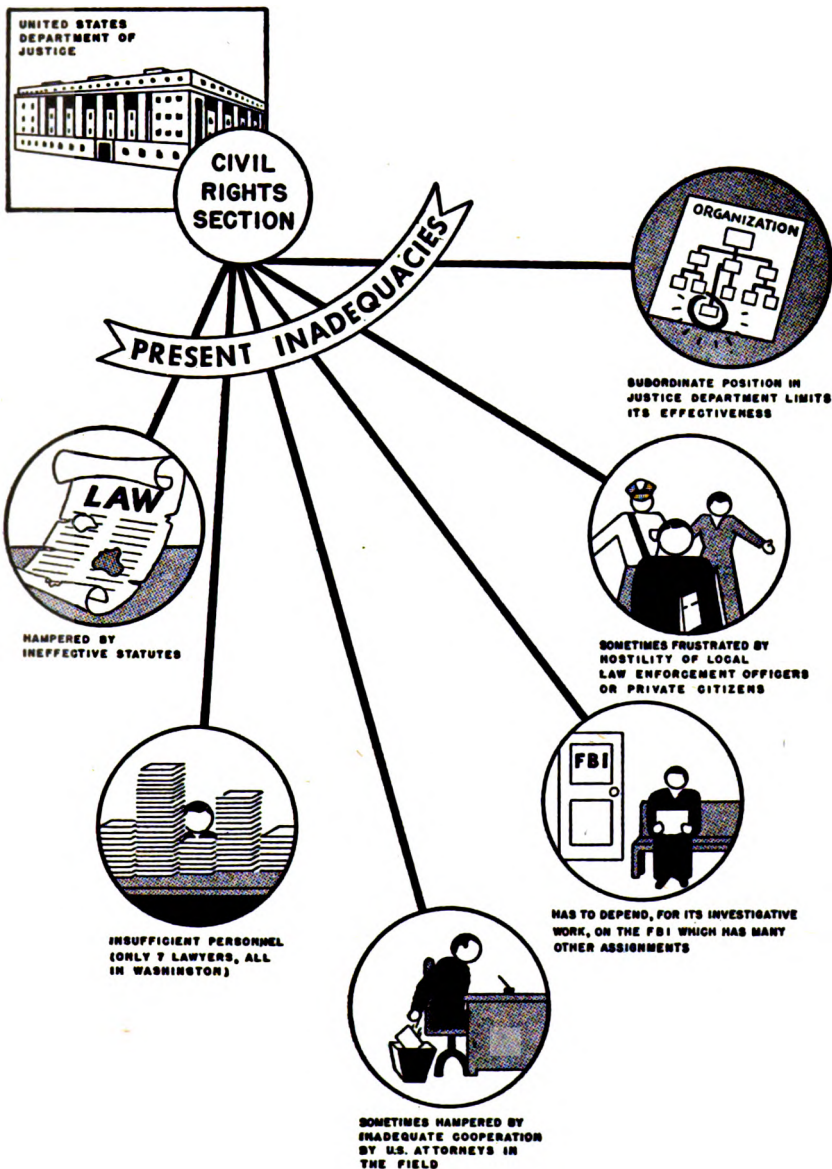 UNITED STATES
DEPARTMENT OF
JUSTICE
CIVIL
RIGHTS
SECTION
PRESENT INADEQUACIES
ORGANIZATION
SUBORDINATE POSITION IN
JUSTICE DEPARTMENT LIMITS
ITS EFFECTIVENESS
LAW
HAMPERED BY
INEFFECTIVE STATUTES
SOMETIMES FRUSTRATED BY
HOSTILITY OF LOCAL
LAW ENFORCEMENT OFFICERS
OR PRIVATE CITIZENS
FBI
HAS TO DEPEND, FOR ITS INVESTIGATIVE
WORK, ON THE FBI WHICH HAS MANY
OTHER ASSIGNMENTS
INSUFFICIENT PERSONNEL
(ONLY 7 LAWYERS, ALL
IN WASHINGTON)
SOMETIMES HAMPERED BY
INADEQUATE COOPERATION
BY U.S. ATTORNEYS IN
THE FIELD